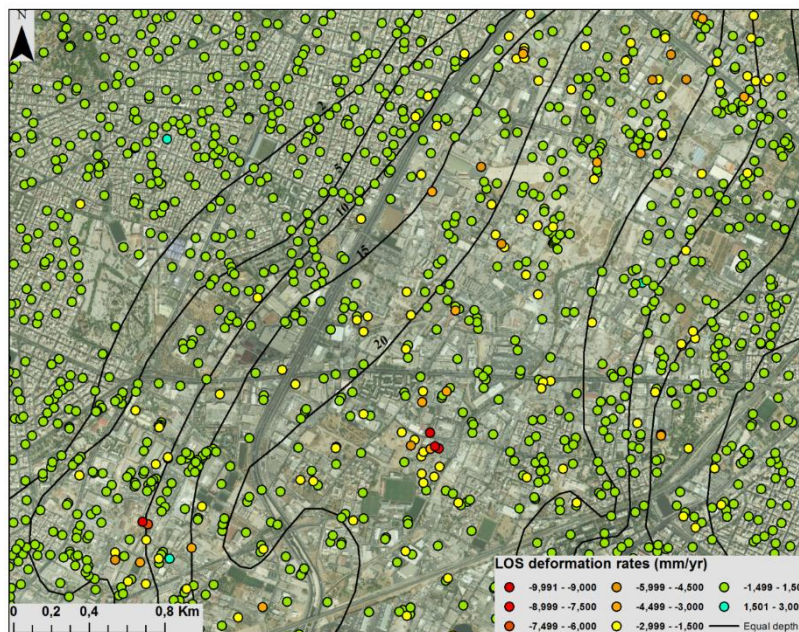 N
5
10
15
20
LOS deformation rates (mm/yr)
-9,991 - -9,000
-5,999 - -4,500
-1,499 - 1,50
-8,999 - -7,500
-4,499 - -3,000
1,501 - 3,00
-7,499 - -6,000
-2,999 - -1,500
Equal depth
0 0,2 0,4 0,8 Km